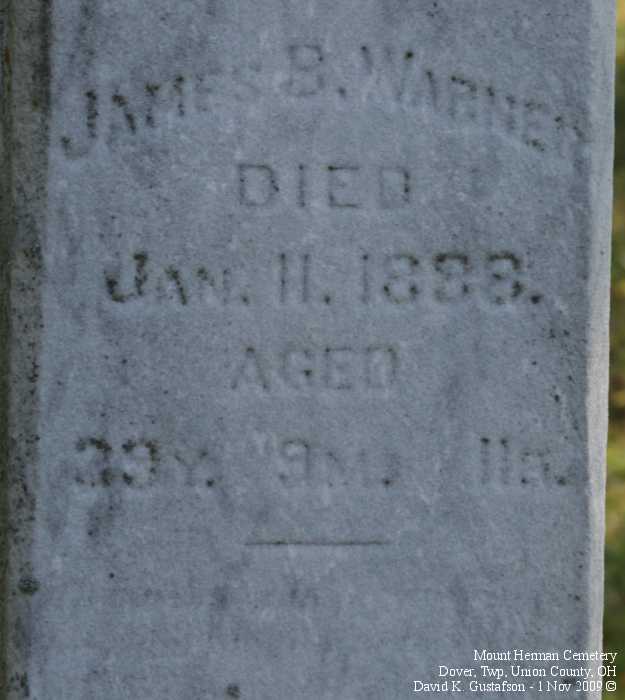 JAMES B. WARNER
DIED
JAN. 11. 1888.
AGED
11D.
Mount Herman Cemetery
Dover, Twp, Union County, OH
David K. Gustafson - 1 Nov 2009 ©